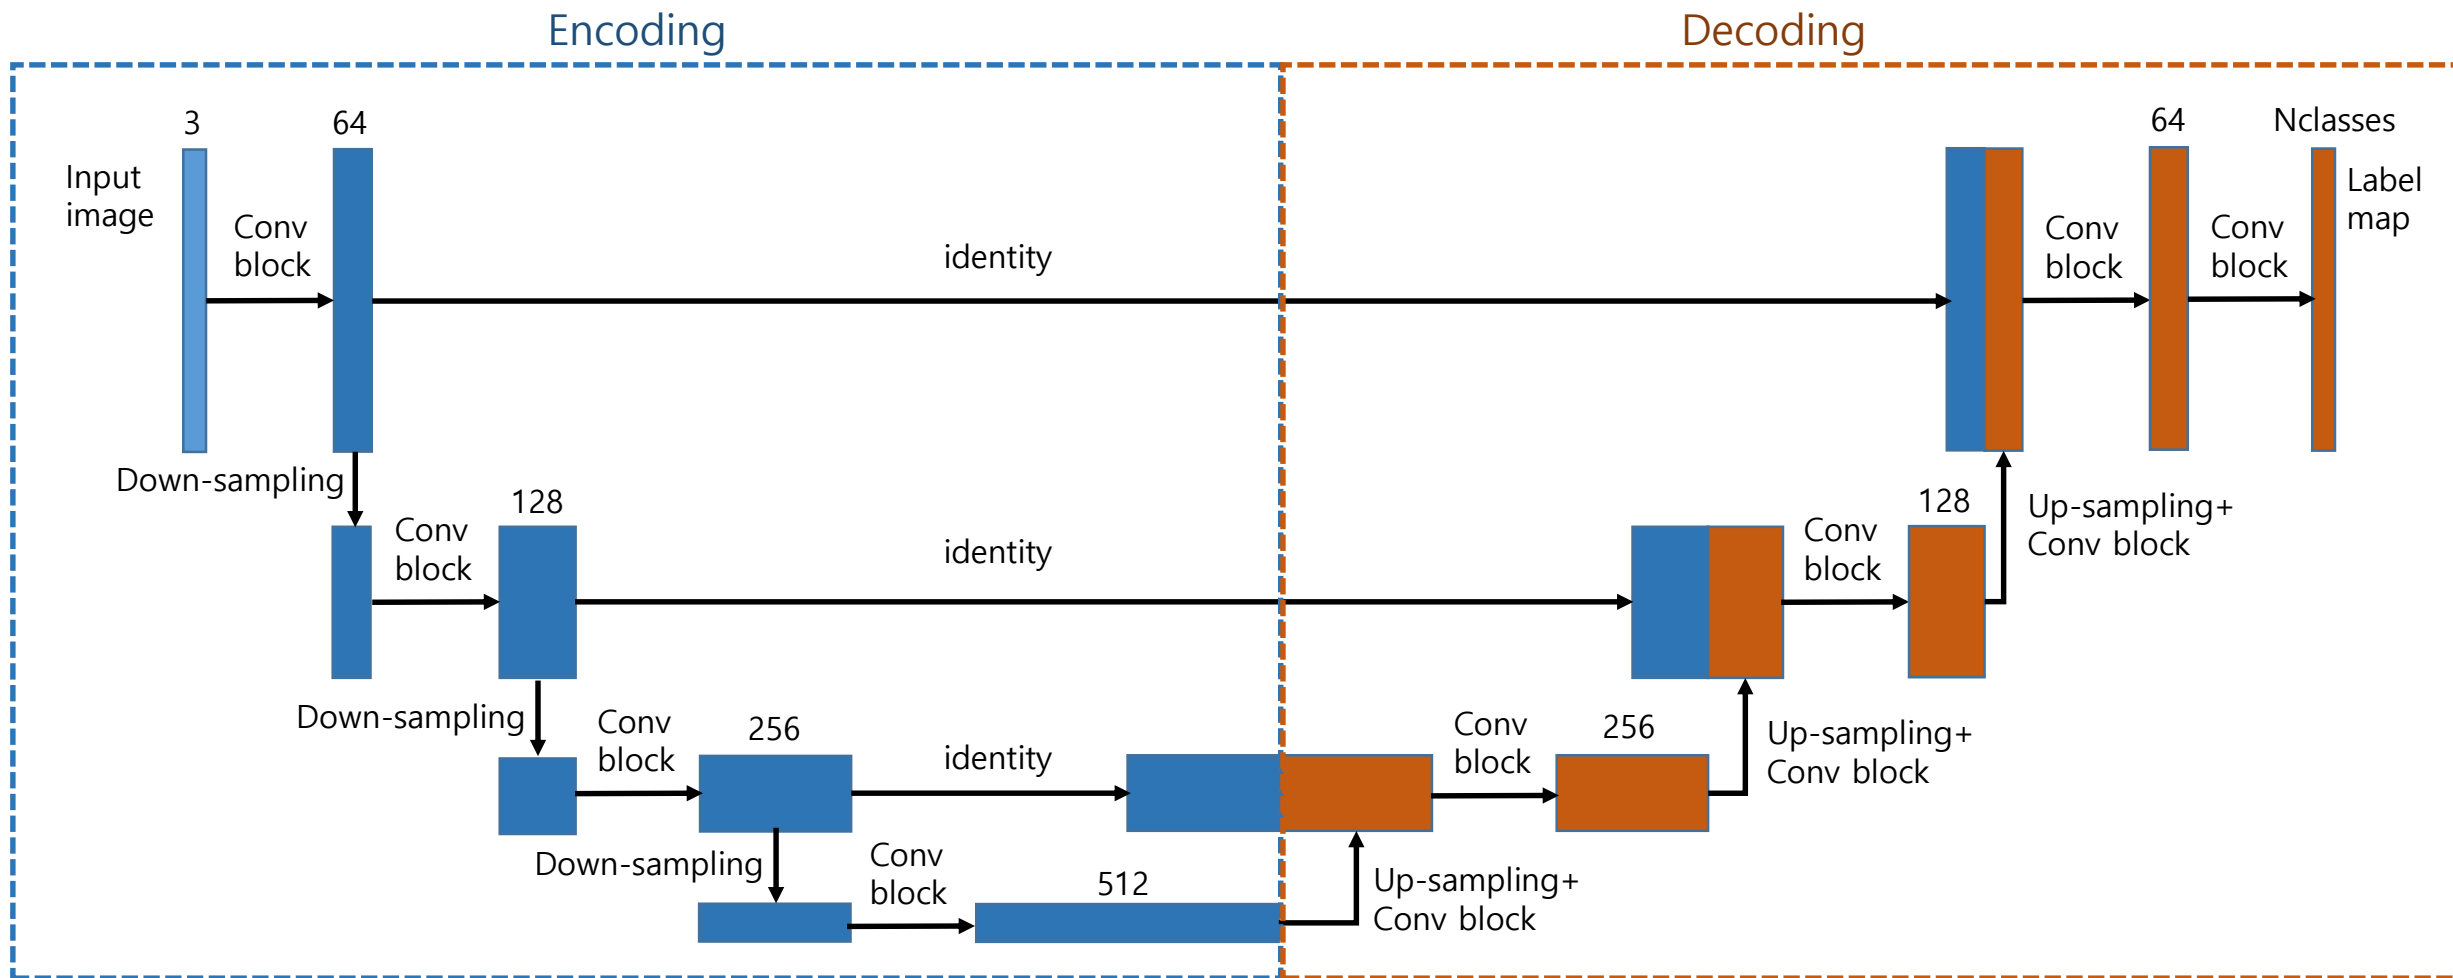 Encoding
Decoding
3
64
64
Nclasses
Input
image
Label
map
Conv
block
identity
Conv
block
Conv
block
Down-sampling
128
128
Up-sampling+
Conv block
Conv
block
identity
Conv
block
Down-sampling
Conv
block
256
identity
Conv
block
256
Up-sampling+
Conv block
Down-sampling
Conv
block
512
Up-sampling+
Conv block